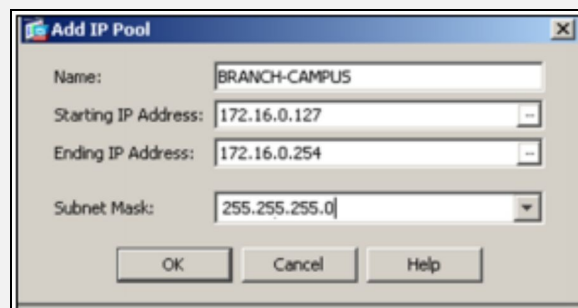 Add IP Pool
Name: BRANCH-CAMPUS
Starting IP Address: 172.16.0.127 ...
Ending IP Address: 172.16.0.254 ...
Subnet Mask: 255.255.255.0
OK Cancel Help